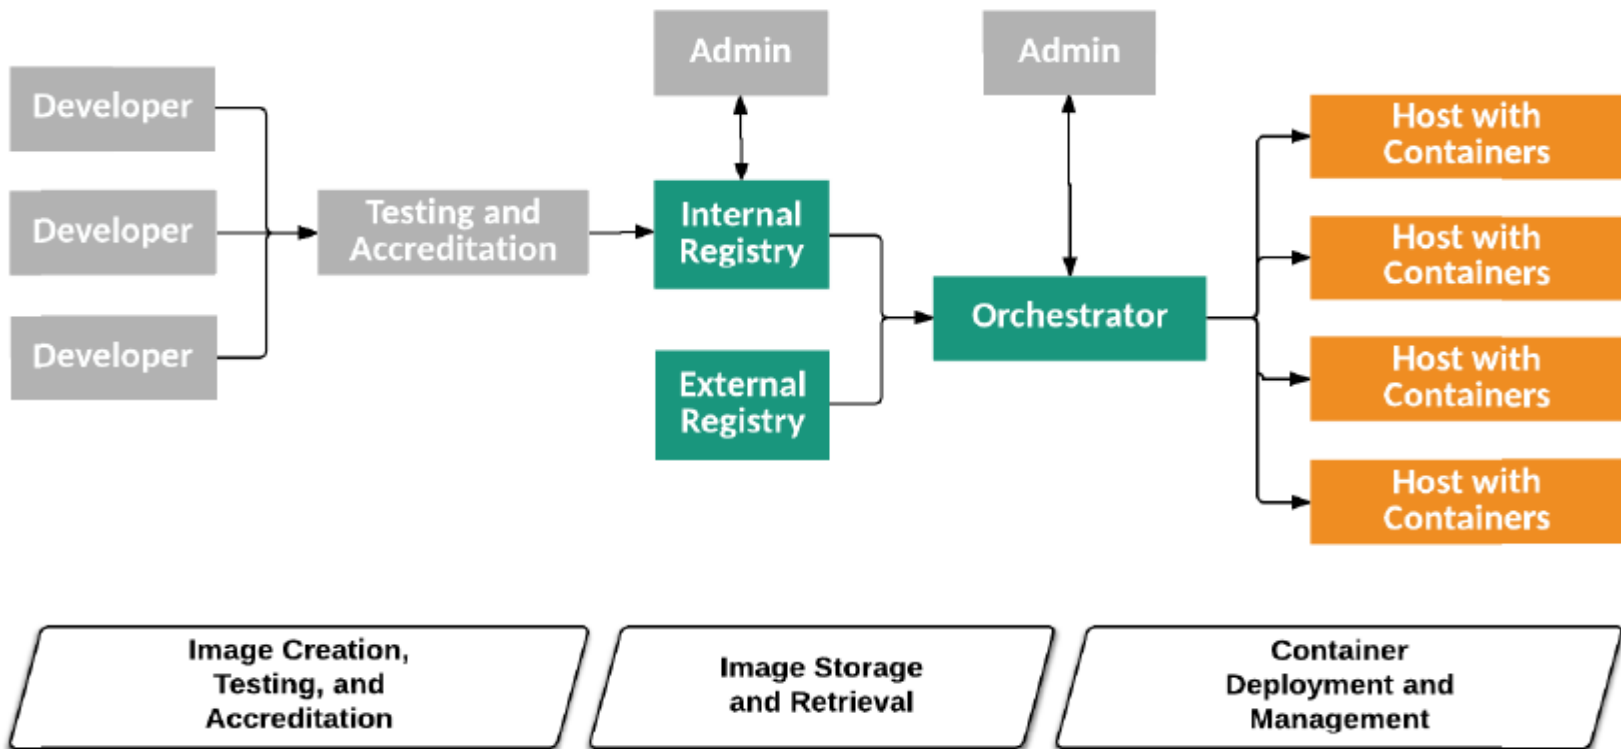 Admin
Admin
Developer
Host with
Containers
Developer
Testing and
Accreditation
Internal
Registry
Host with
Containers
Orchestrator
Developer
External
Registry
Host with
Containers
Host with
Containers
Image Creation,
Testing, and
Accreditation
Image Storage
and Retrieval
Container
Deployment and
Management